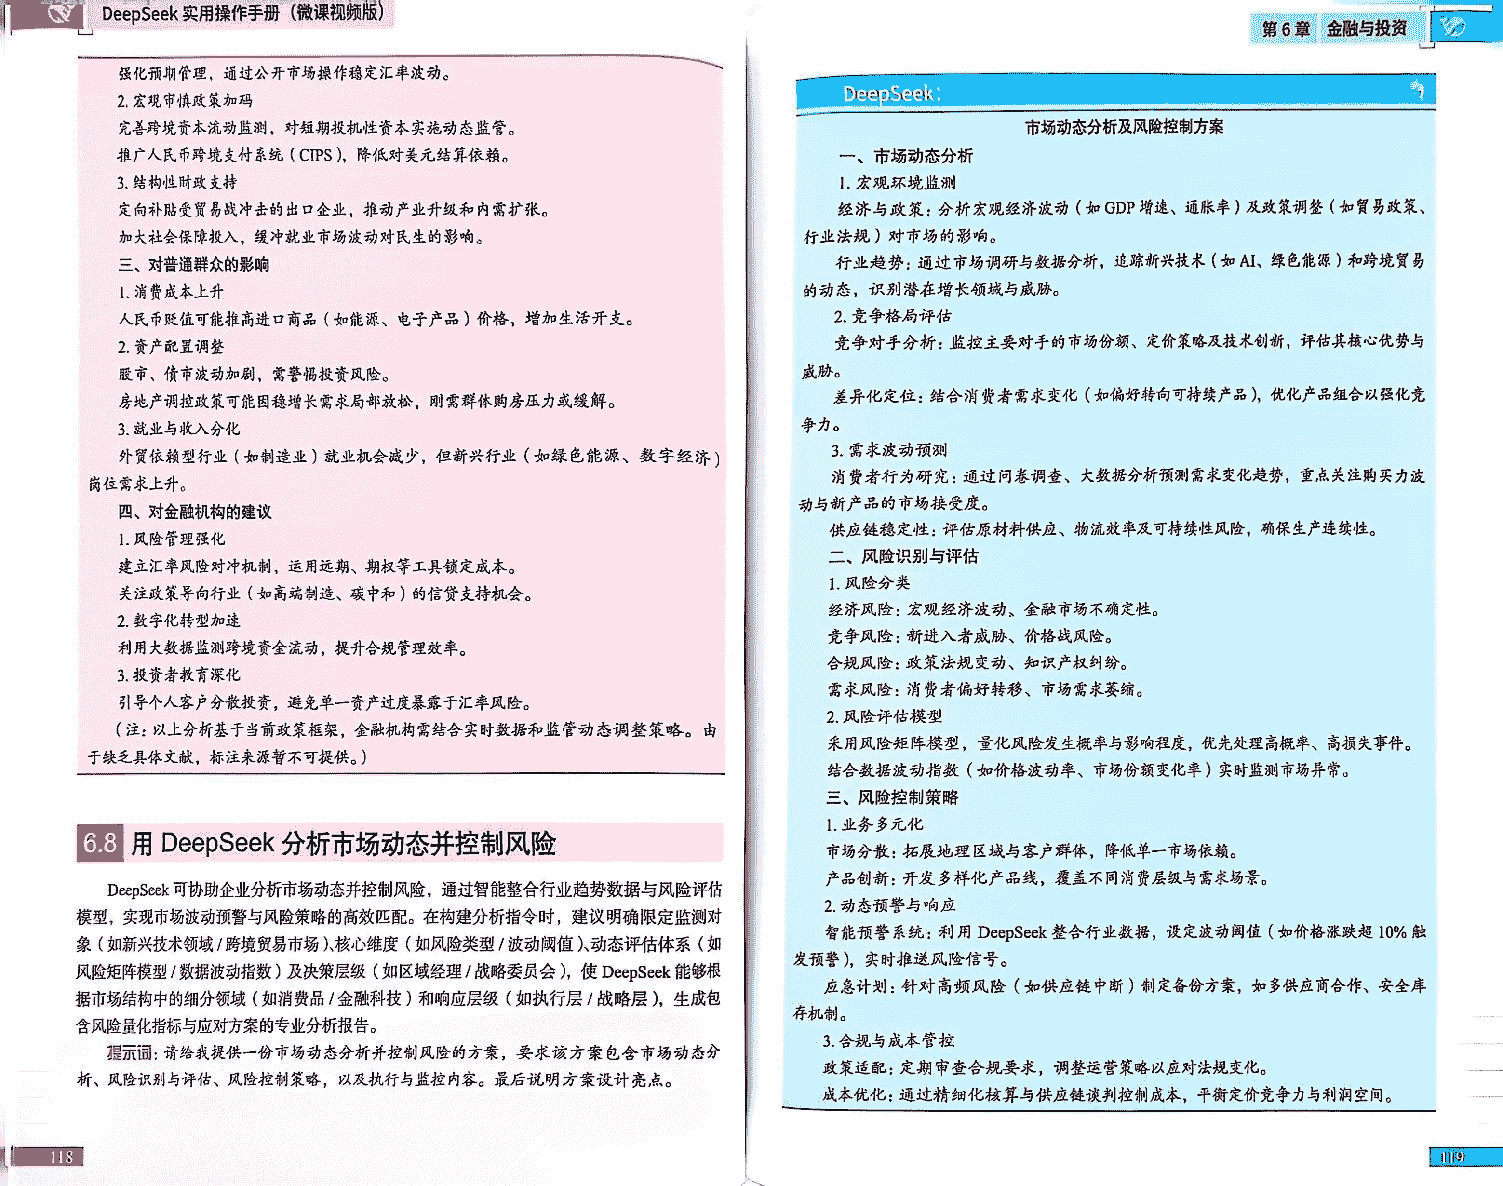 DeepSeek 实用操作手册（微课视频版）
强化预期管理，通过公开市场操作稳定汇率波动。
2. 宏观审慎政策加码
完善跨境资本流动监测，对短期投机性资本实施动态监管。
推广人民币跨境支付系统（CIPS），降低对美元结算依赖。
3. 结构性财政支持
定向补贴受贸易战冲击的出口企业，推动产业升级和内需扩张。
加大社会保障投入，缓冲就业市场波动对民生的影响。
三、对普通群众的影响
1. 消费成本上升
人民币贬值可能推高进口商品（如能源、电子产品）价格，增加生活开支。
2. 资产配置调整
股市、债市波动加剧，需警惕投资风险。
房地产调控政策可能因稳增长需求局部放松，刚需群体购房压力或缓解。
3. 就业与收入分化
外贸依赖型行业（如制造业）就业机会减少，但新兴行业（如绿色能源、数字经济）
岗位需求上升。
四、对金融机构的建议
1. 风险管理强化
建立汇率风险对冲机制，运用远期、期权等工具锁定成本。
关注政策导向行业（如高端制造、碳中和）的信贷支持机会。
2. 数字化转型加速
利用大数据监测跨境资金流动，提升合规管理效率。
3. 投资者教育深化
引导个人客户分散投资，避免单一资产过度暴露于汇率风险。
（注：以上分析基于当前政策框架，金融机构需结合实时数据和监管动态调整策略。由
于缺乏具体文献，标注来源暂不可提供。）
6.8 用 DeepSeek 分析市场动态并控制风险
DeepSeek 可协助企业分析市场动态并控制风险，通过智能整合行业趋势数据与风险评估
模型，实现市场波动预警与风险策略的高效匹配。在构建分析指令时，建议明确限定监测对
象（如新兴技术领域 / 跨境贸易市场）、核心维度（如风险类型 / 波动阈值）、动态评估体系（如
风险矩阵模型 / 数据波动指数）及决策层级（如区域经理 / 战略委员会），使 DeepSeek 能够根
据市场结构中的细分领域（如消费品 / 金融科技）和响应层级（如执行层 / 战略层），生成包
含风险量化指标与应对方案的专业分析报告。
提示词：请给我提供一份市场动态分析并控制风险的方案，要求该方案包含市场动态分
析、风险识别与评估、风险控制策略，以及执行与监控内容。最后说明方案设计亮点。
118
第 6 章 金融与投资
DeepSeek：
市场动态分析及风险控制方案
一、市场动态分析
1. 宏观环境监测
经济与政策：分析宏观经济波动（如 GDP 增速、通胀率）及政策调整（如贸易政策、
行业法规）对市场的影响。
行业趋势：通过市场调研与数据分析，追踪新兴技术（如 AI、绿色能源）和跨境贸易
的动态，识别潜在增长领域与威胁。
2. 竞争格局评估
竞争对手分析：监控主要对手的市场份额、定价策略及技术创新，评估其核心优势与
威胁。
差异化定位：结合消费者需求变化（如偏好转向可持续产品），优化产品组合以强化竞
争力。
3. 需求波动预测
消费者行为研究：通过问卷调查、大数据分析预测需求变化趋势，重点关注购买力波
动与新产品的市场接受度。
供应链稳定性：评估原材料供应、物流效率及可持续性风险，确保生产连续性。
二、风险识别与评估
1. 风险分类
经济风险：宏观经济波动、金融市场不确定性。
竞争风险：新进入者威胁、价格战风险。
合规风险：政策法规变动、知识产权纠纷。
需求风险：消费者偏好转移、市场需求萎缩。
2. 风险评估模型
采用风险矩阵模型，量化风险发生概率与影响程度，优先处理高概率、高损失事件。
结合数据波动指数（如价格波动率、市场份额变化率）实时监测市场异常。
三、风险控制策略
1. 业务多元化
市场分散：拓展地理区域与客户群体，降低单一市场依赖。
产品创新：开发多样化产品线，覆盖不同消费层级与需求场景。
2. 动态预警与响应
智能预警系统：利用 DeepSeek 整合行业数据，设定波动阈值（如价格涨跌超 10% 触
发预警），实时推送风险信号。
应急计划：针对高频风险（如供应链中断）制定备份方案，如多供应商合作、安全库
存机制。
3. 合规与成本管控
政策适配：定期审查合规要求，调整运营策略以应对法规变化。
成本优化：通过精细化核算与供应链谈判控制成本，平衡定价竞争力与利润空间。
119